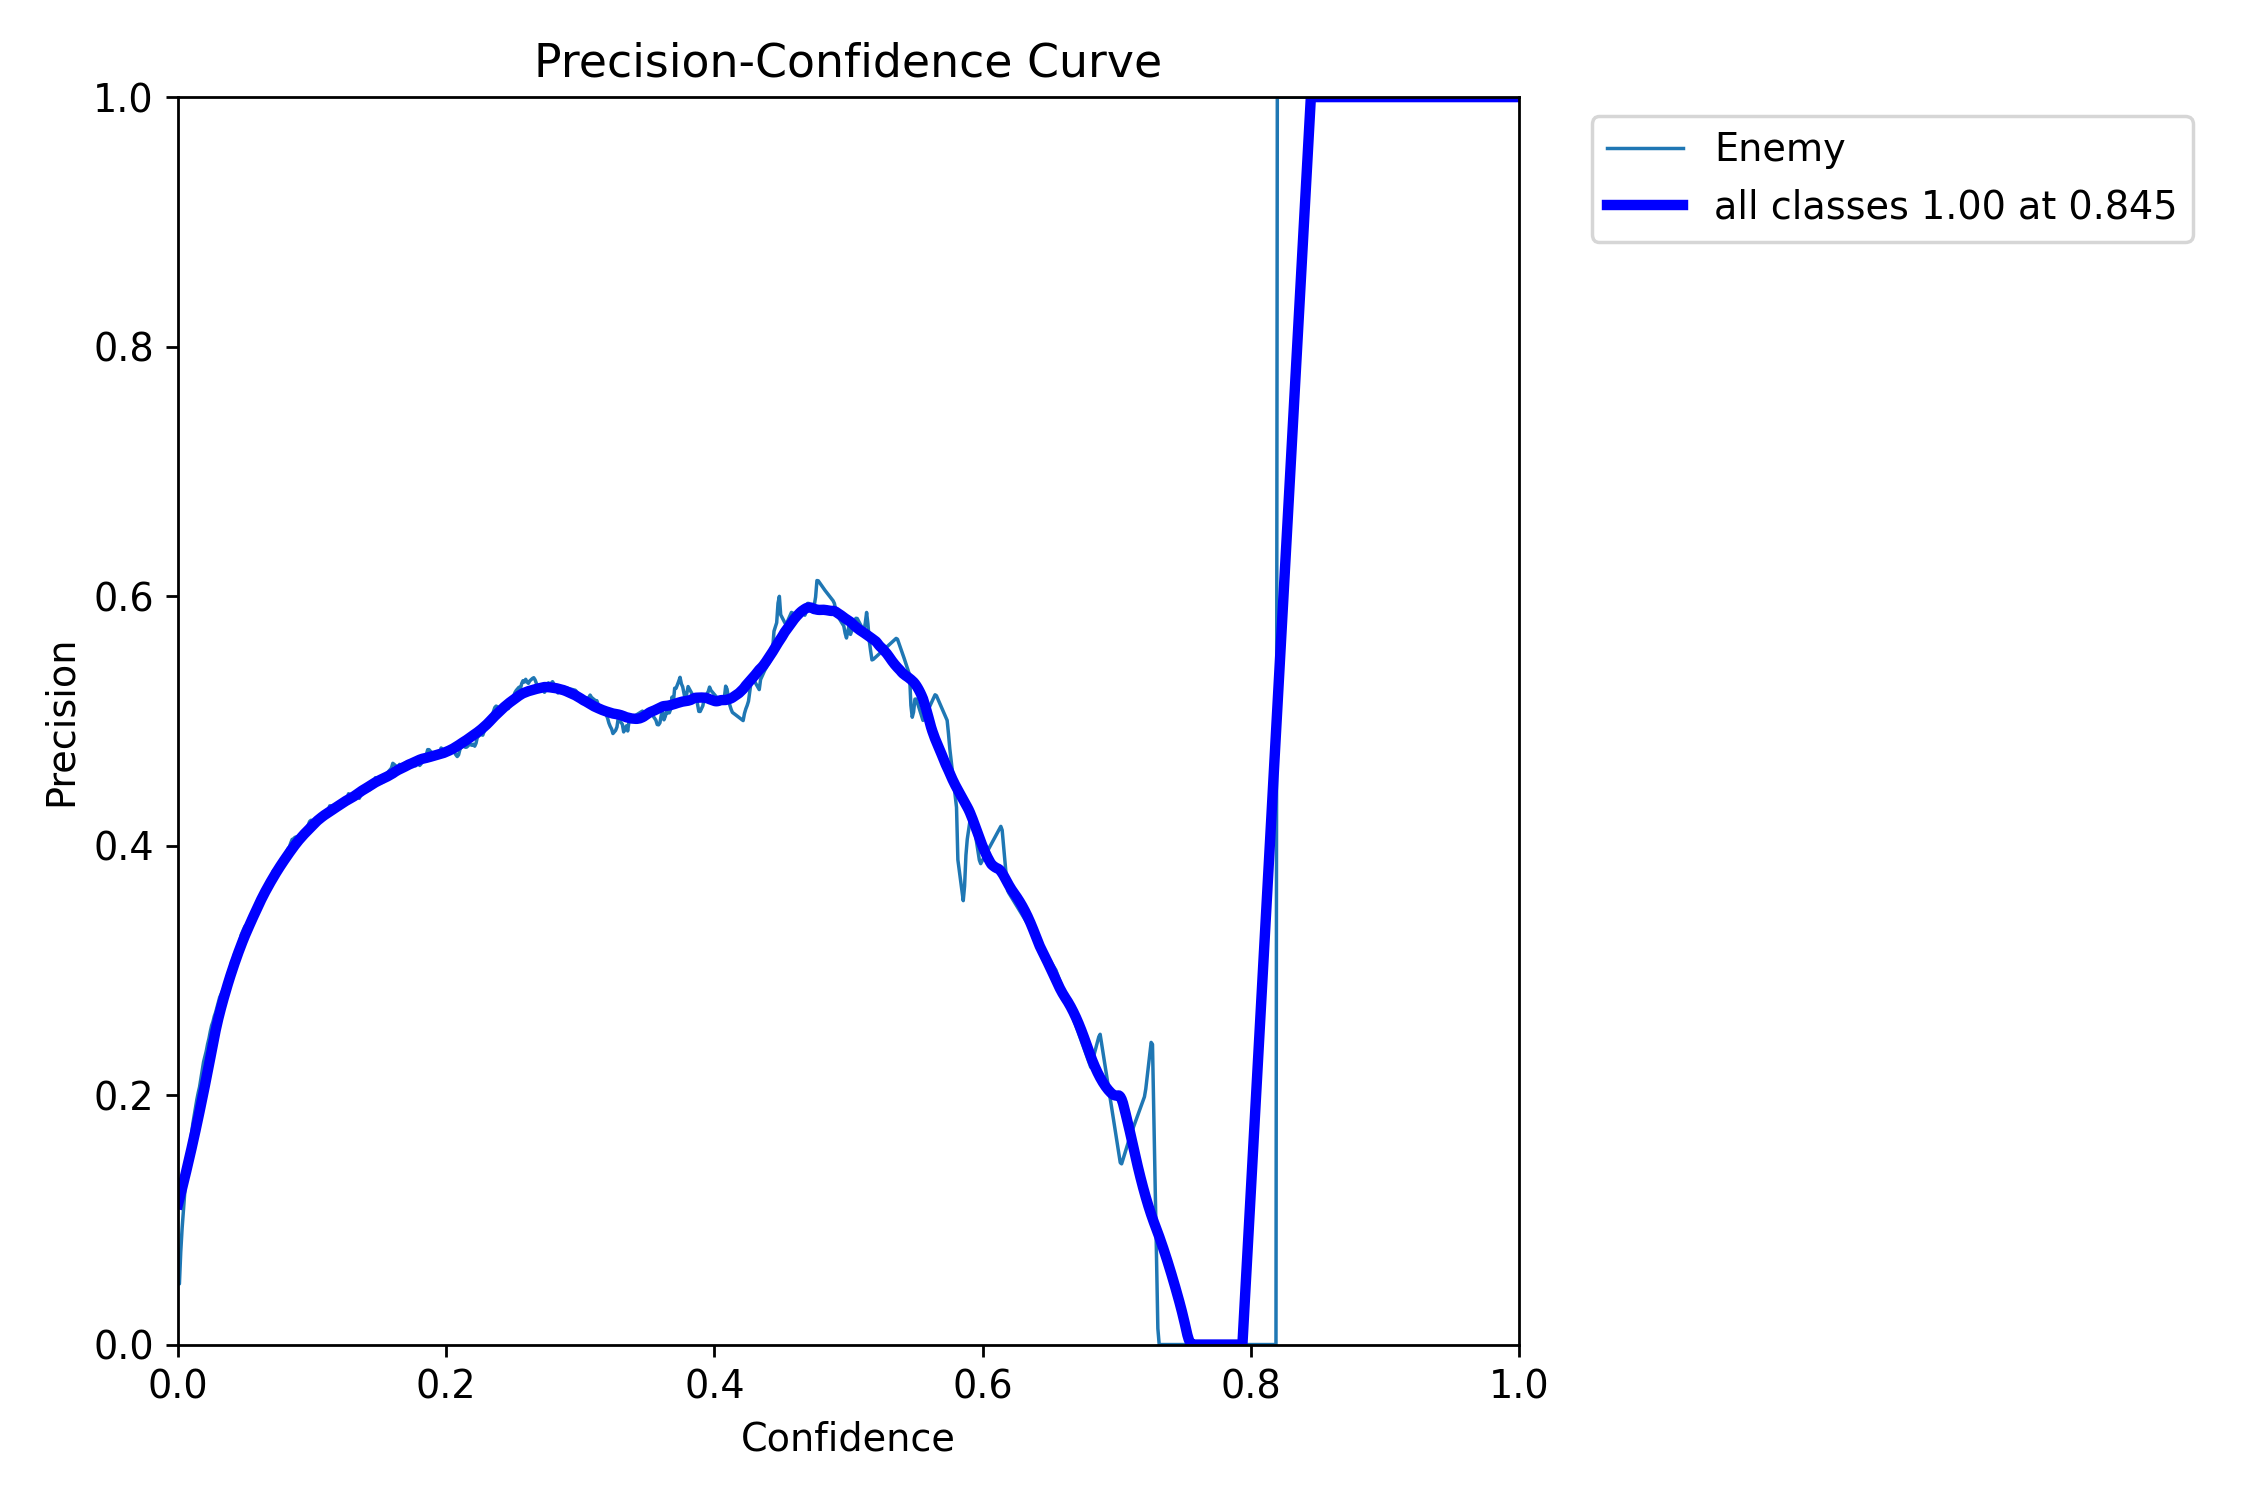 Precision-Confidence Curve
1.0
0.8
0.6
0.4
0.2
0.0
Precision
0.0 0.2 0.4 0.6 0.8 1.0
Confidence
Enemy
all classes 1.00 at 0.845